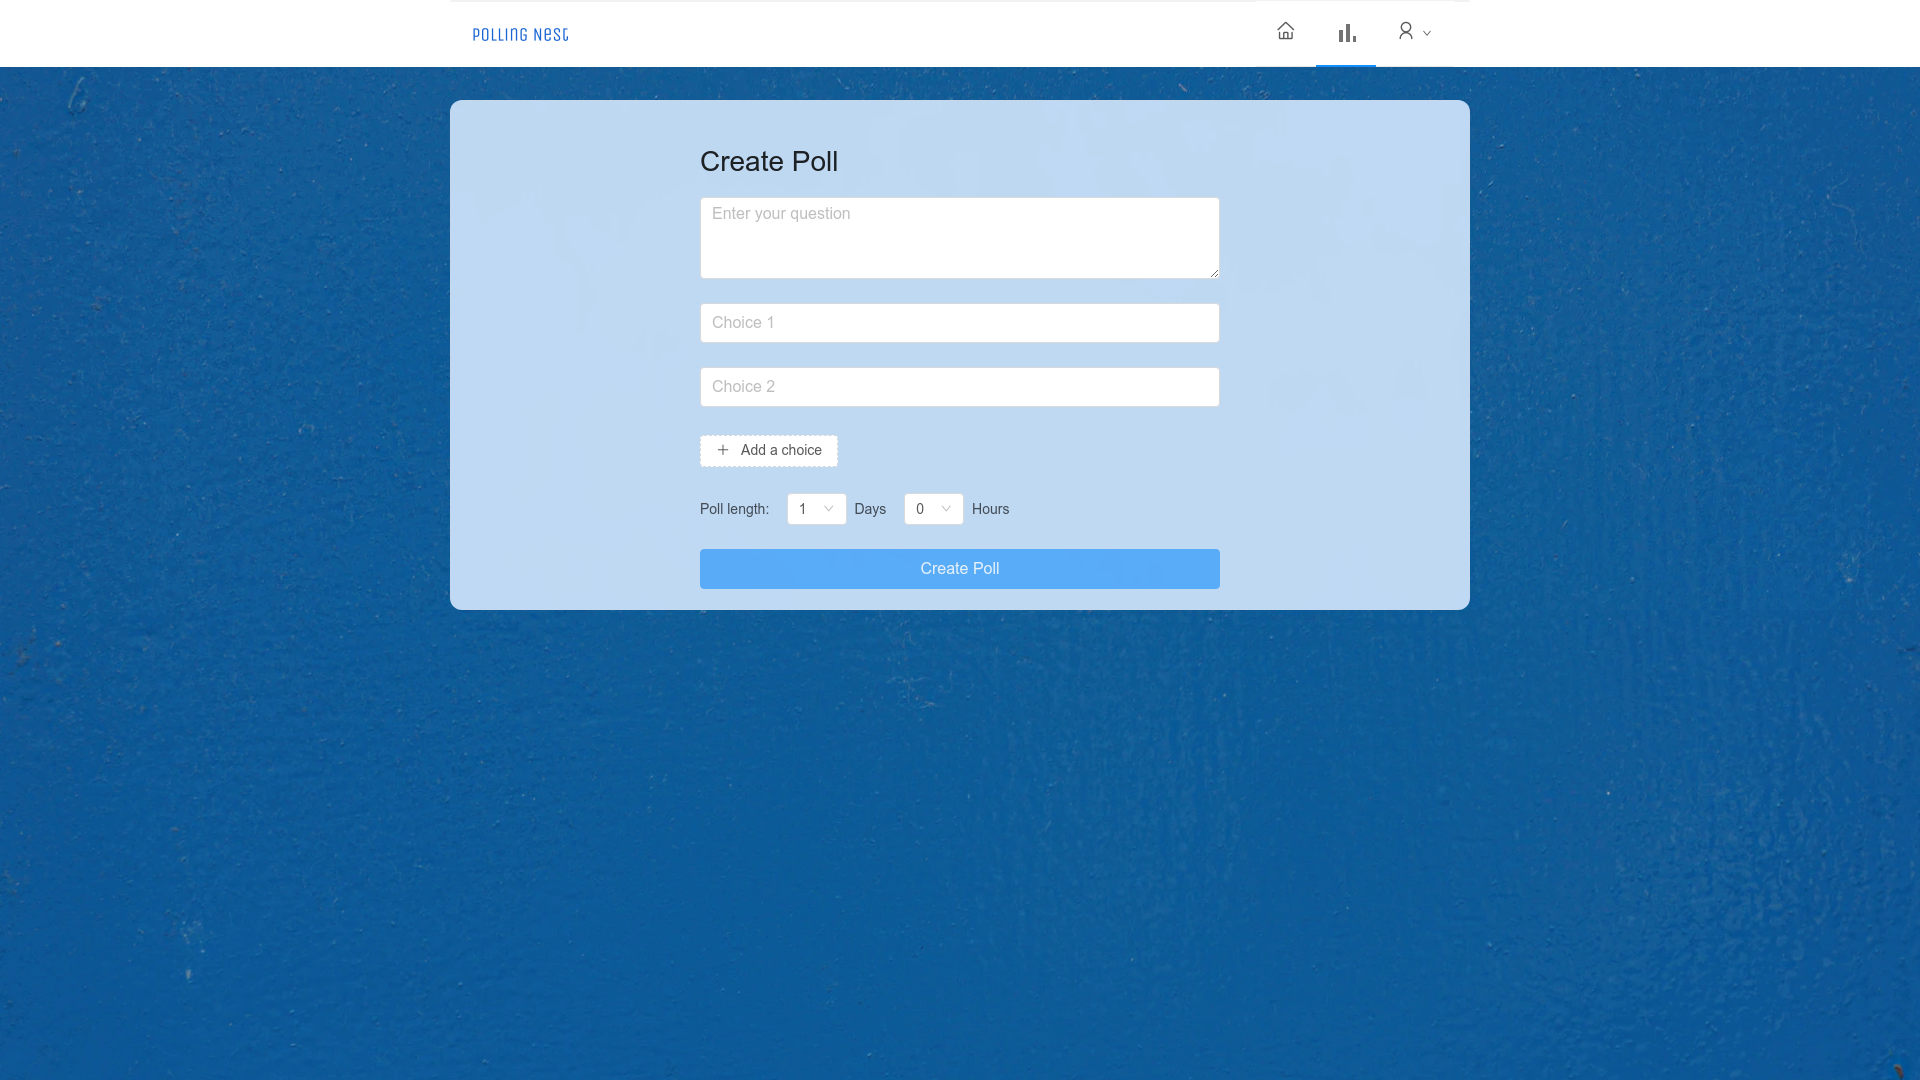 POLLING NEST
Create Poll
Enter your question
Choice 1
Choice 2
Add a choice
Poll length: 1 Days 0 Hours
Create Poll